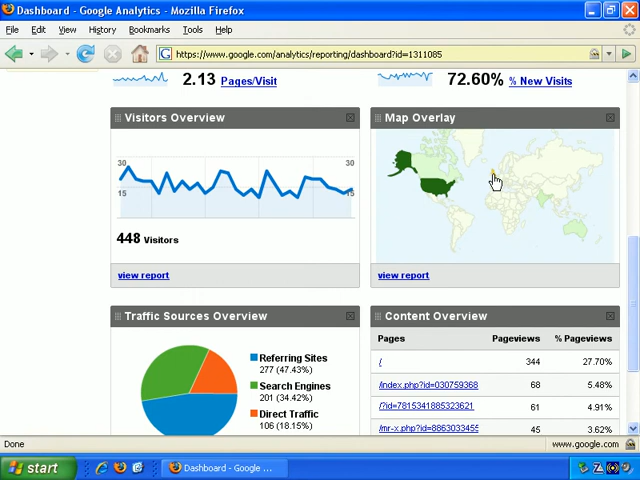 Dashboard - Google Analytics - Mozilla Firefox
File Edit View History Bookmarks Tools Help
https://www.google.com/analytics/reporting/dashboard?id=1311085
2.13 Pages/Visit
72.60% % New Visits
Visitors Overview
30 30
15 15
448 Visitors
view report
Map Overlay
view report
Traffic Sources Overview
Referring Sites
277 (47.43%)
Search Engines
201 (34.42%)
Direct Traffic
106 (18.15%)
Content Overview
Pages Pageviews % Pageviews
/ 344 27.70%
/index.php?id=030759368 68 5.48%
/?id=7815341885323621 61 4.91%
/mr-x.php?id=8863033455 45 3.62%
Done www.google.com
start Dashboard - Google ...